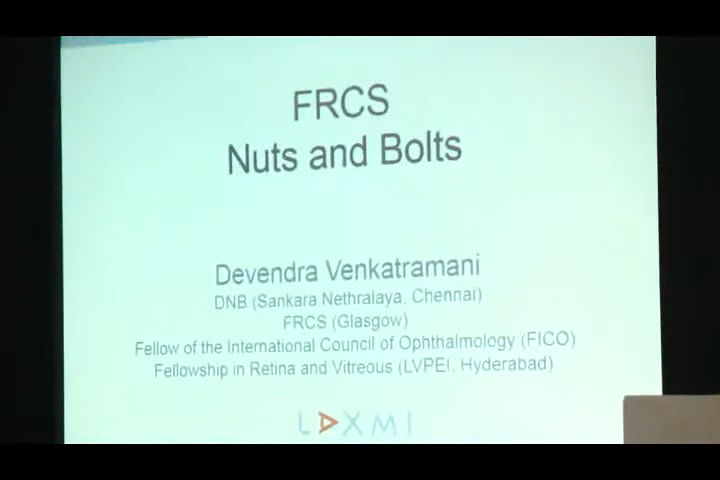 FRCS
Nuts and Bolts
Devendra Venkatramani
DNB (Sankara Nethralaya, Chennai)
FRCS (Glasgow)
Fellow of the International Council of Ophthalmology (FICO)
Fellowship in Retina and Vitreous (LVPEI, Hyderabad)
LAXMI